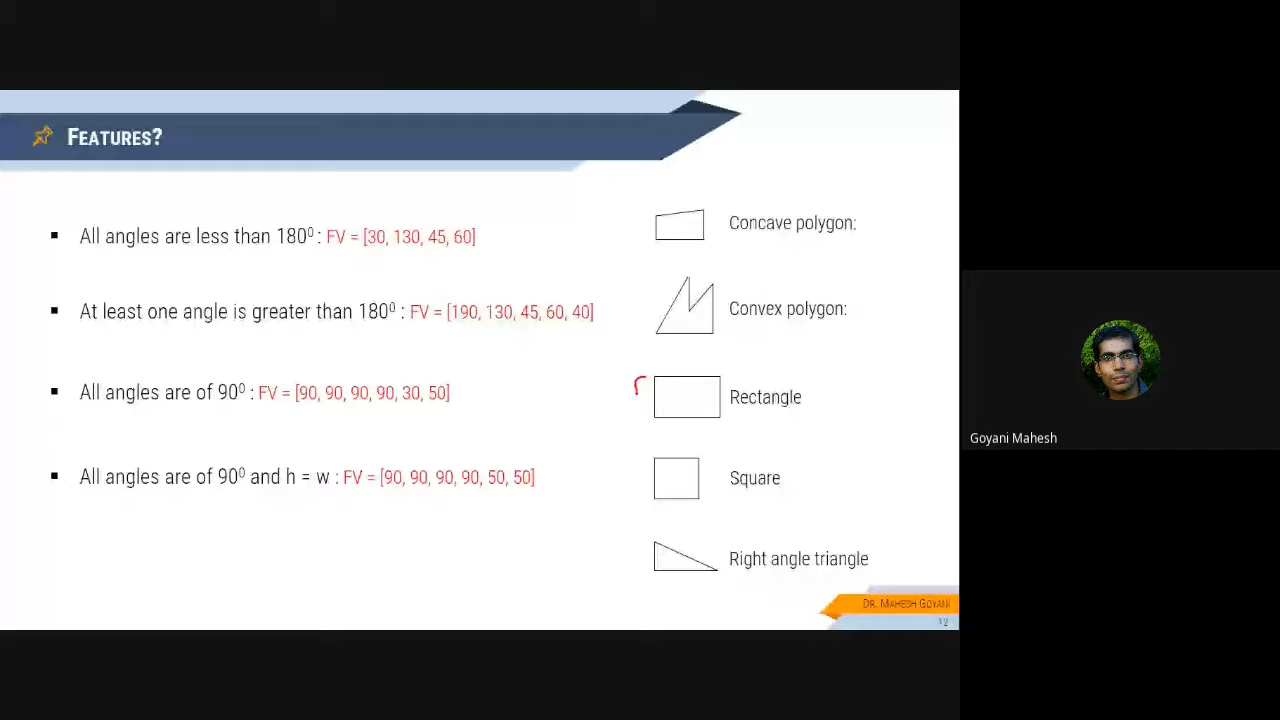 FEATURES?
▪ All angles are less than 180⁰ : FV = [30, 130, 45, 60]
Concave polygon:
▪ At least one angle is greater than 180⁰ : FV = [190, 130, 45, 60, 40]
Convex polygon:
▪ All angles are of 90⁰ : FV = [90, 90, 90, 90, 30, 50]
Rectangle
▪ All angles are of 90⁰ and h = w : FV = [90, 90, 90, 90, 50, 50]
Square
Right angle triangle
DR. MAHESH GOYANI
12
Goyani Mahesh